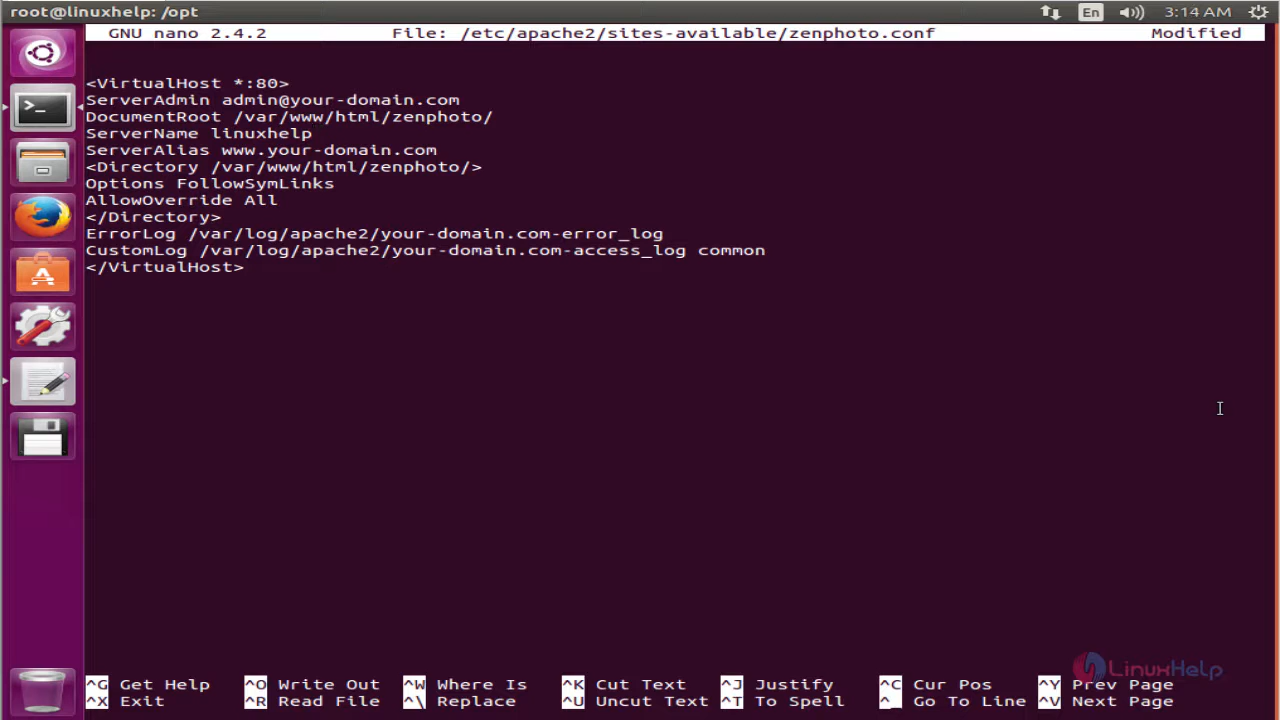 root@linuxhelp: /opt En 3:14 AM
GNU nano 2.4.2 File: /etc/apache2/sites-available/zenphoto.conf Modified
<VirtualHost *:80>
ServerAdmin admin@your-domain.com
DocumentRoot /var/www/html/zenphoto/
ServerName linuxhelp
ServerAlias www.your-domain.com
<Directory /var/www/html/zenphoto/>
Options FollowSymLinks
AllowOverride All
</Directory>
ErrorLog /var/log/apache2/your-domain.com-error_log
CustomLog /var/log/apache2/your-domain.com-access_log common
</VirtualHost>
LinuxHelp
^G Get Help ^O Write Out ^W Where Is ^K Cut Text ^J Justify ^C Cur Pos ^Y Prev Page
^X Exit ^R Read File ^\ Replace ^U Uncut Text ^T To Spell ^_ Go To Line ^V Next Page